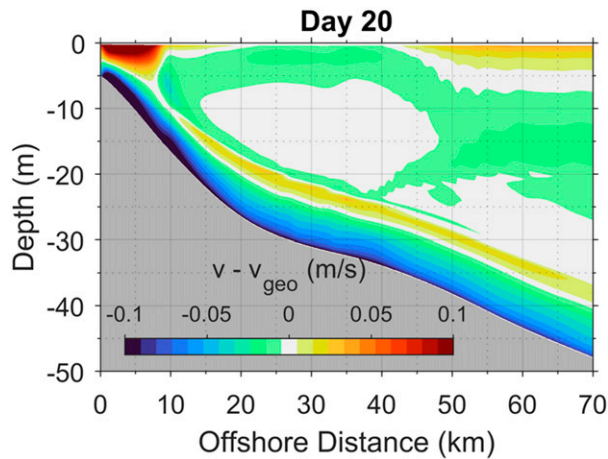 Day 20
0
-10
-20
-30
-40
-50
Depth (m)
v - v_geo (m/s)
-0.1 -0.05 0 0.05 0.1
0 10 20 30 40 50 60 70
Offshore Distance (km)